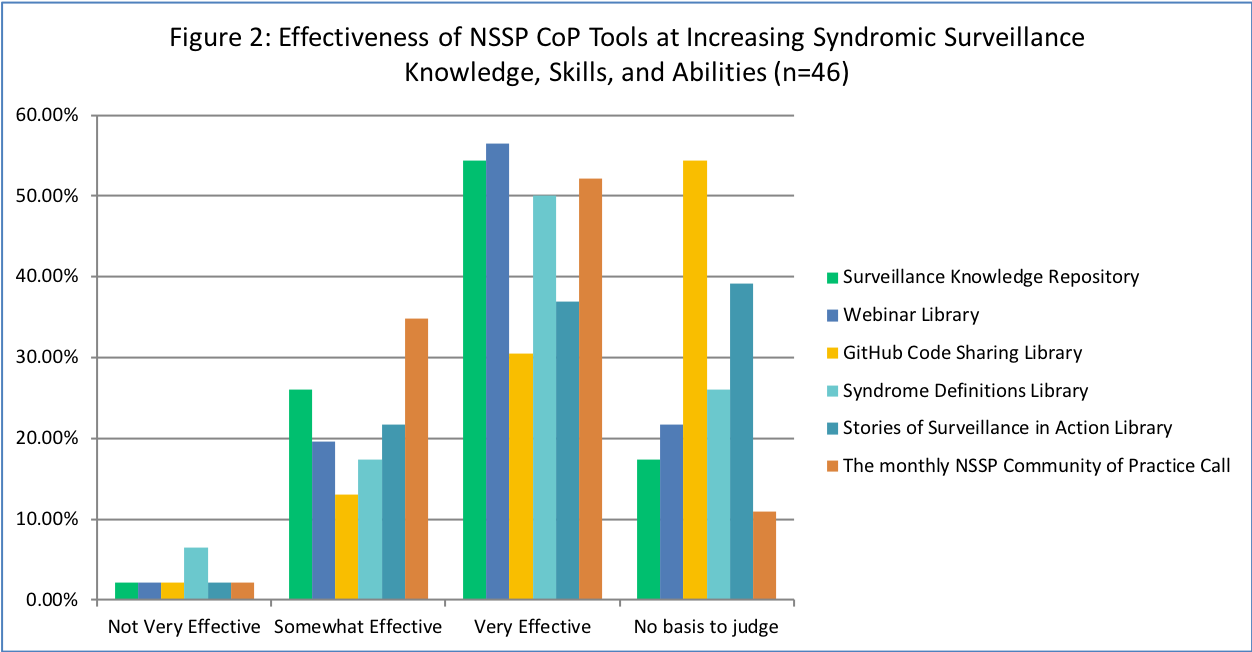 Figure 2: Effectiveness of NSSP CoP Tools at Increasing Syndromic Surveillance
Knowledge, Skills, and Abilities (n=46)
60.00%
50.00%
40.00%
30.00%
20.00%
10.00%
0.00%
Not Very Effective
Somewhat Effective
Very Effective
No basis to judge
Surveillance Knowledge Repository
Webinar Library
GitHub Code Sharing Library
Syndrome Definitions Library
Stories of Surveillance in Action Library
The monthly NSSP Community of Practice Call